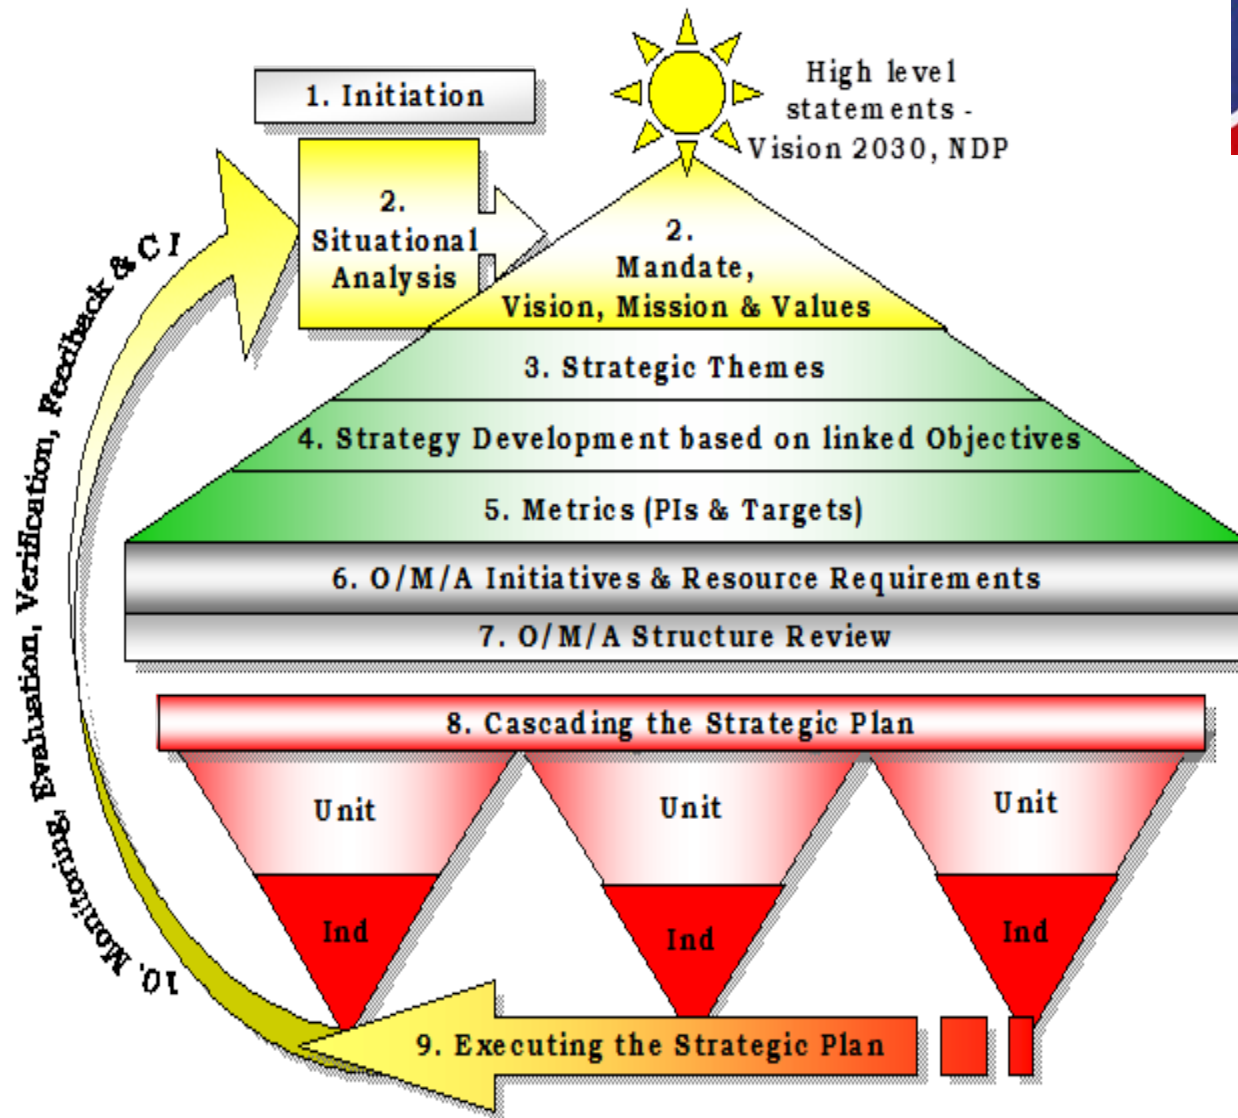 1. Initiation
High level
statements -
Vision 2030, NDP
2.
Situational
Analysis
2.
Mandate,
Vision, Mission & Values
3. Strategic Themes
4. Strategy Development based on linked Objectives
5. Metrics (PIs & Targets)
6. O/M/A Initiatives & Resource Requirements
7. O/M/A Structure Review
8. Cascading the Strategic Plan
Unit
Unit
Unit
Ind
Ind
Ind
9. Executing the Strategic Plan
10. Monitoring, Evaluation, Verification, Feedback & CI